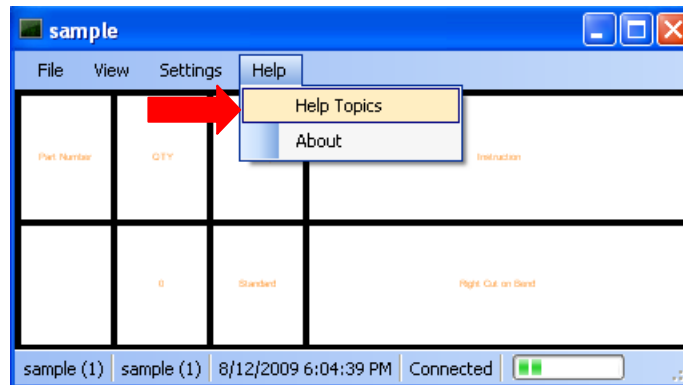 sample
File View Settings Help
Help Topics
About
Part Number QTY Instruction
0 Standard Right Cut on Bend
sample (1) sample (1) 8/12/2009 6:04:39 PM Connected